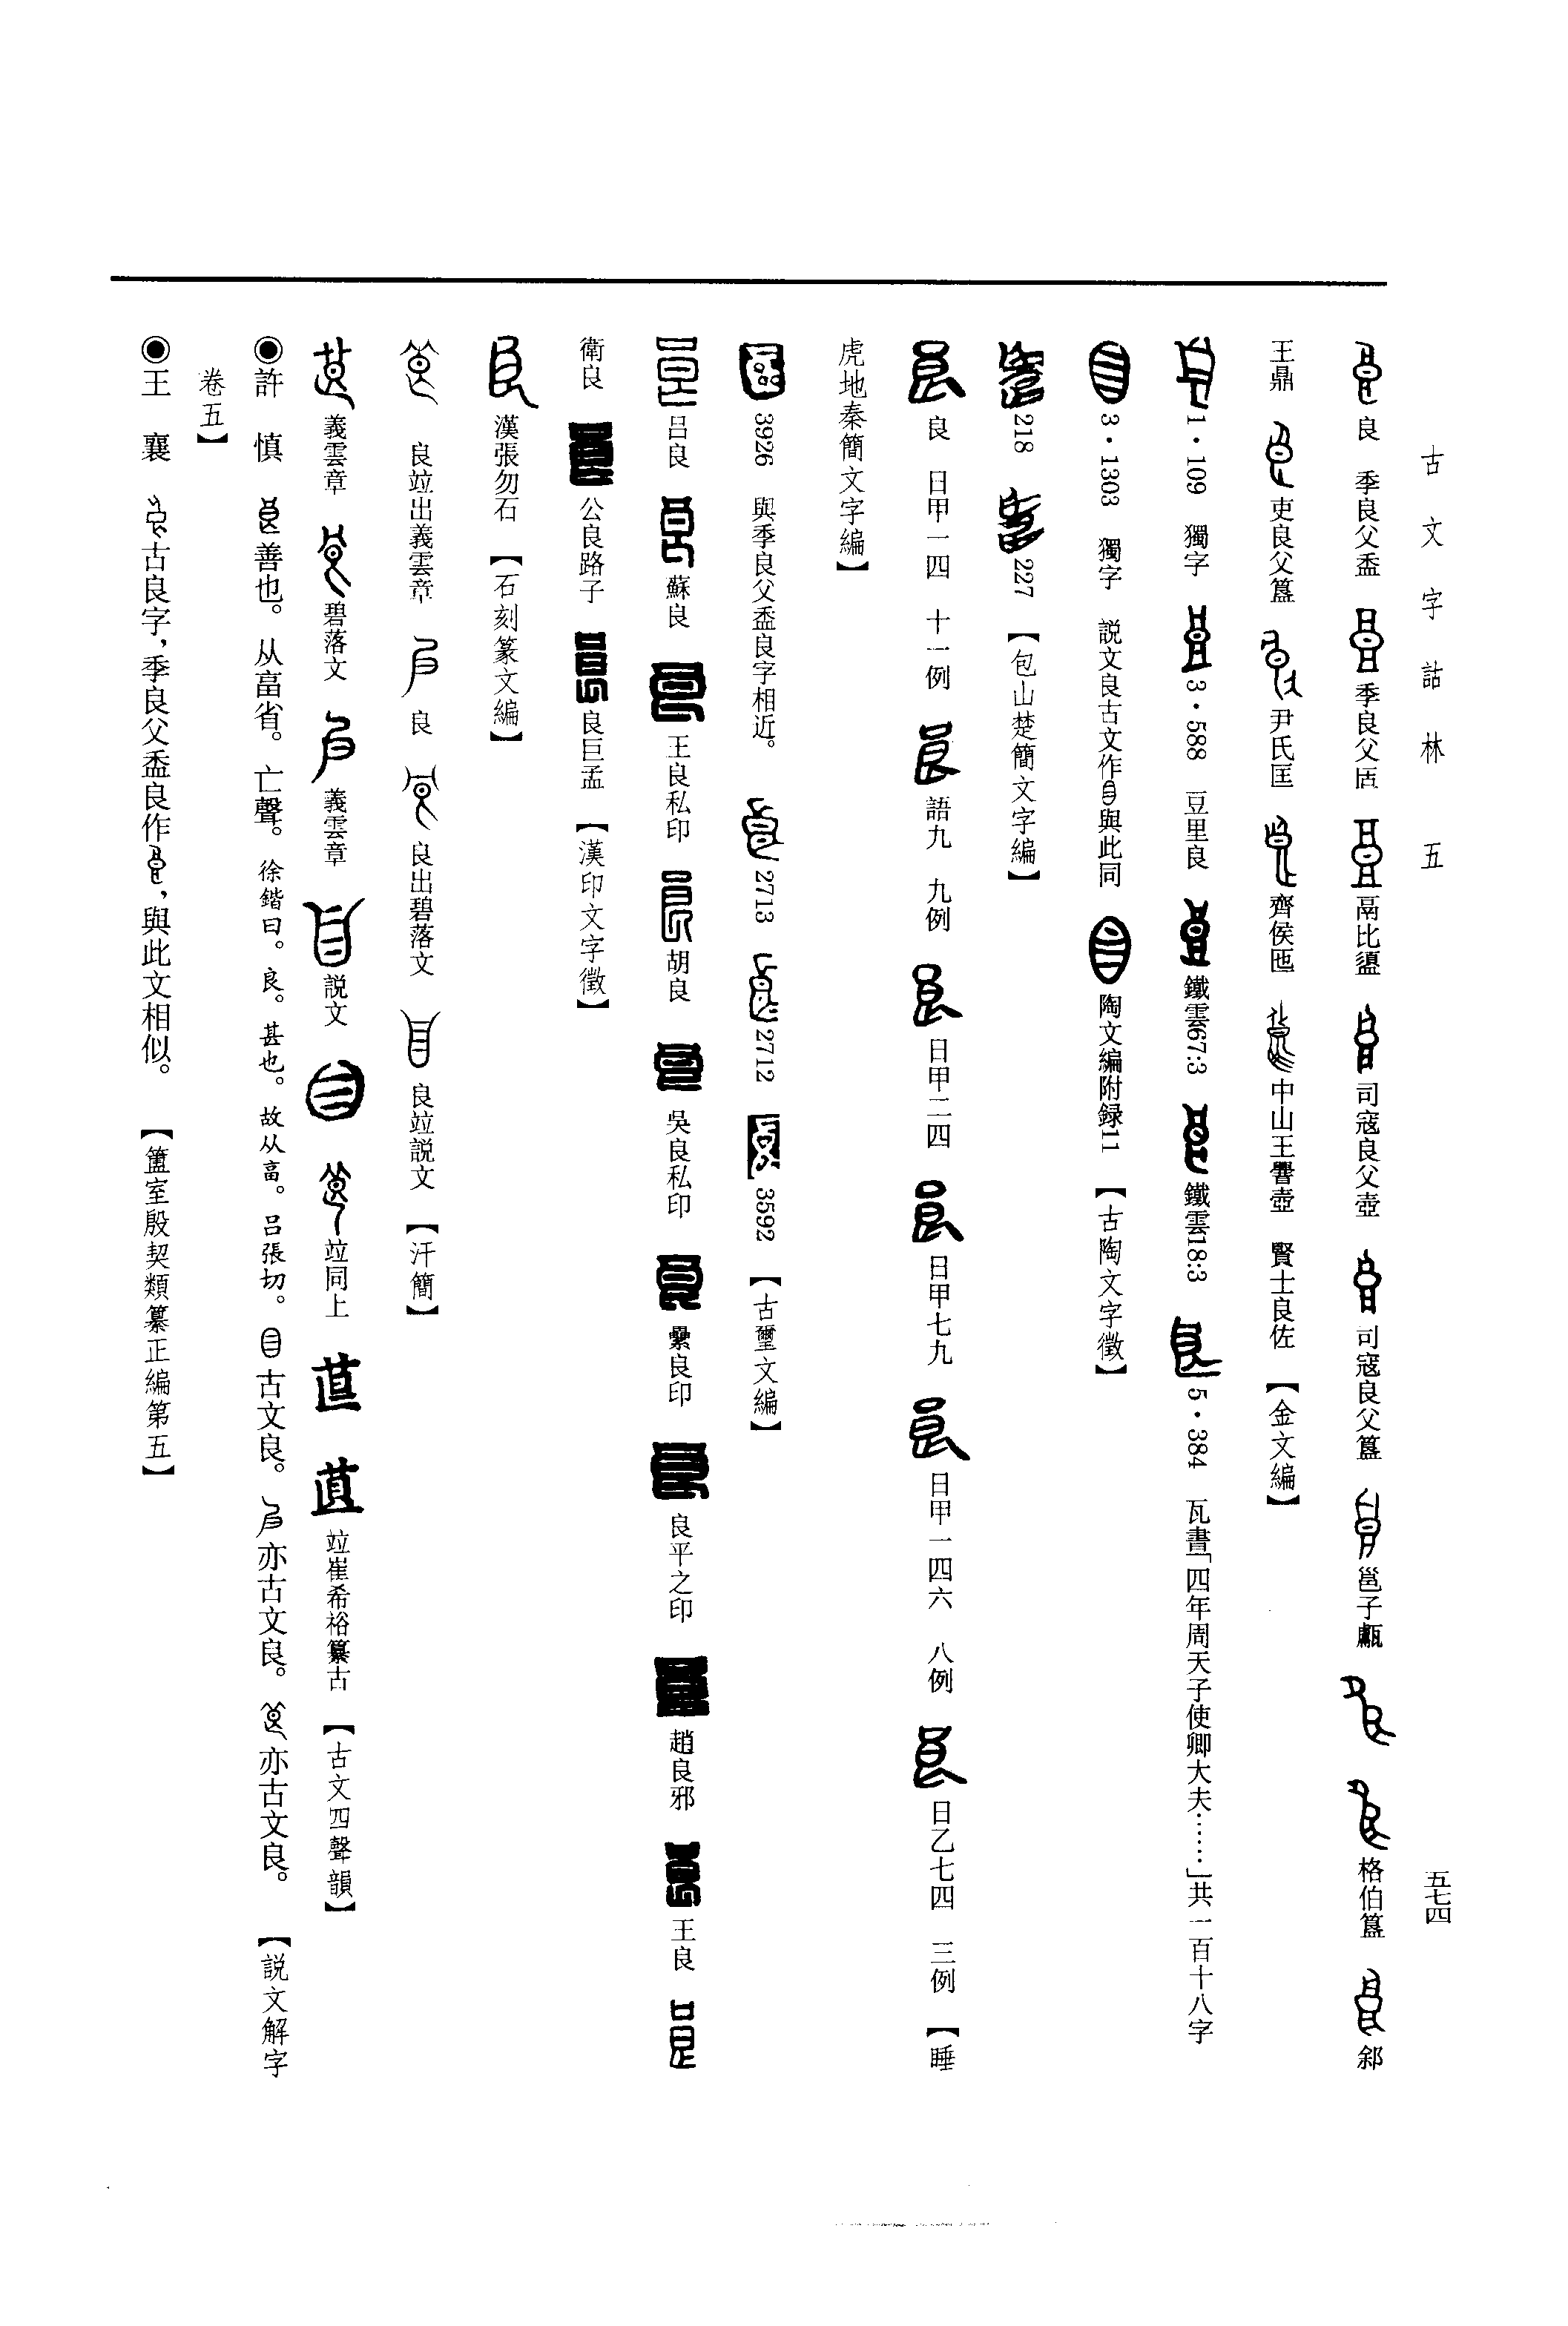 古文字詁林 五
五七四
良 季良父盉 季良父𠤳 鬲比盨 司寇良父壺 司寇良父簋 邕子甗 格伯簋 郐
王鼎 吏良父簋 尹氏匡 齊侯匜 中山王𰯼壺 賢士良佐 【金文編】
1·109 獨字 3·588 豆里良 鐵雲67:3 鐵雲18:3 5·384 瓦書「四年周天子使卿大夫……」共一百十八字
3·1303 獨字 説文良古文作 與此同 陶文編附録11 【古陶文字徵】
218 227 【包山楚簡文字編】
良 日甲一四 十一例 語九 九例 日甲二四 日甲七九 日甲一四六 八例 日乙七四 三例 【睡
虎地秦簡文字編】
3926 與季良父盉良字相近。 2713 2712 3592 【古璽文編】
呂良 蘇良 王良私印 胡良 吳良私印 良印 良平之印 趙良邪 王良
衛良 公良路子 良巨孟 【漢印文字徵】
漢張勿石 【石刻篆文編】
良竝出義雲章 良 良出碧落文 良竝説文 【汗簡】
義雲章 碧落文 義雲章 説文 竝同上 竝崔希裕纂古 【古文四聲韻】
◉許 慎 善也。从畗省。亡聲。徐鍇曰。良。甚也。故从畗。呂張切。 古文良。 亦古文良。 亦古文良。 【説文解字
卷五】
◉王 襄 古良字，季良父盉良作，與此文相似。 【簠室殷契類纂正編第五】